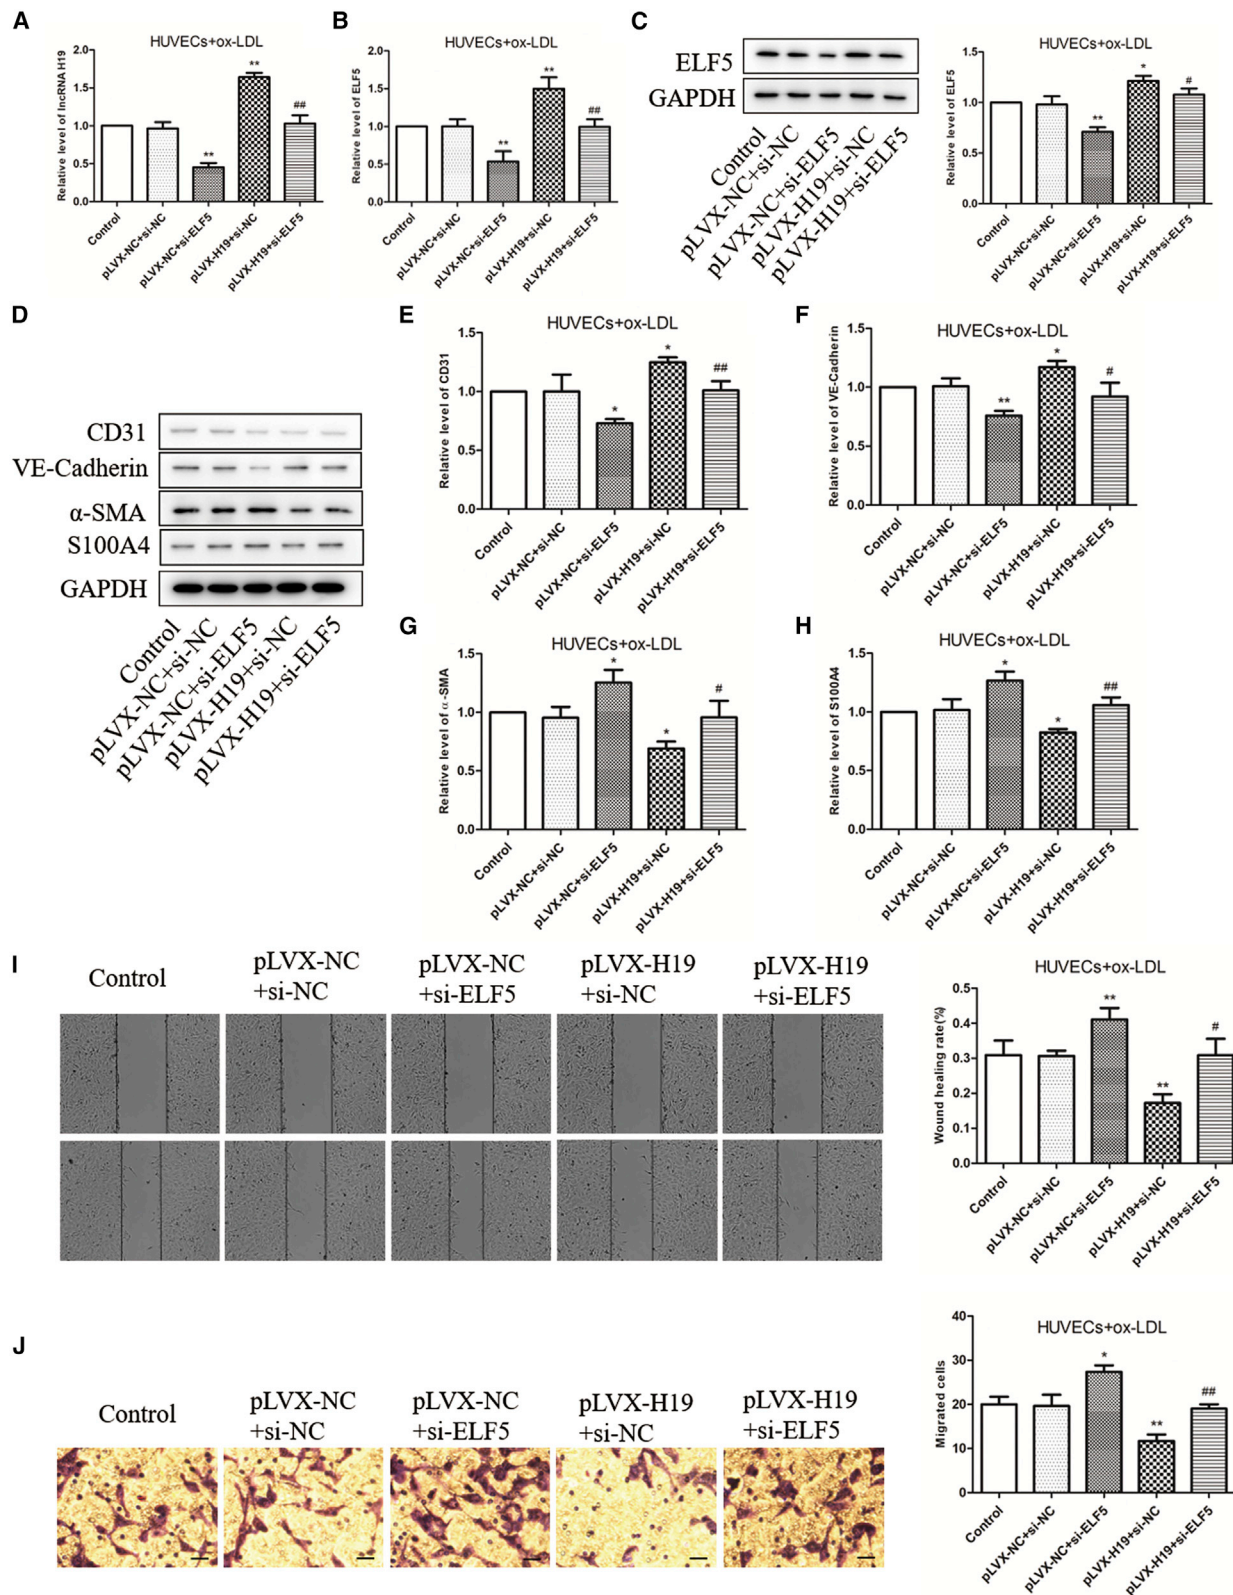 A
HUVECs+ox-LDL
Relative level of lncRNA H19
2.0
1.5
1.0
0.5
0.0
**
**
##
Control
pLVX-NC+si-NC
pLVX-NC+si-ELF5
pLVX-H19+si-NC
pLVX-H19+si-ELF5
B
HUVECs+ox-LDL
Relative level of ELF5
2.0
1.5
1.0
0.5
0.0
**
**
##
Control
pLVX-NC+si-NC
pLVX-NC+si-ELF5
pLVX-H19+si-NC
pLVX-H19+si-ELF5
C
ELF5
GAPDH
Control
pLVX-NC+si-NC
pLVX-NC+si-ELF5
pLVX-H19+si-NC
pLVX-H19+si-ELF5
HUVECs+ox-LDL
Relative level of ELF5
1.5
1.0
0.5
0.0
**
*
#
Control
pLVX-NC+si-NC
pLVX-NC+si-ELF5
pLVX-H19+si-NC
pLVX-H19+si-ELF5
D
CD31
VE-Cadherin
α-SMA
S100A4
GAPDH
Control
pLVX-NC+si-NC
pLVX-NC+si-ELF5
pLVX-H19+si-NC
pLVX-H19+si-ELF5
E
HUVECs+ox-LDL
Relative level of CD31
1.5
1.0
0.5
0.0
*
*
##
Control
pLVX-NC+si-NC
pLVX-NC+si-ELF5
pLVX-H19+si-NC
pLVX-H19+si-ELF5
F
HUVECs+ox-LDL
Relative level of VE-Cadherin
1.5
1.0
0.5
0.0
**
*
#
Control
pLVX-NC+si-NC
pLVX-NC+si-ELF5
pLVX-H19+si-NC
pLVX-H19+si-ELF5
G
HUVECs+ox-LDL
Relative level of α-SMA
1.5
1.0
0.5
0.0
*
*
#
Control
pLVX-NC+si-NC
pLVX-NC+si-ELF5
pLVX-H19+si-NC
pLVX-H19+si-ELF5
H
HUVECs+ox-LDL
Relative level of S100A4
1.5
1.0
0.5
0.0
*
*
##
Control
pLVX-NC+si-NC
pLVX-NC+si-ELF5
pLVX-H19+si-NC
pLVX-H19+si-ELF5
I
Control
pLVX-NC
+si-NC
pLVX-NC
+si-ELF5
pLVX-H19
+si-NC
pLVX-H19
+si-ELF5
HUVECs+ox-LDL
Wound healing rate(%)
0.5
0.4
0.3
0.2
0.1
0.0
**
**
#
Control
pLVX-NC+si-NC
pLVX-NC+si-ELF5
pLVX-H19+si-NC
pLVX-H19+si-ELF5
J
Control
pLVX-NC
+si-NC
pLVX-NC
+si-ELF5
pLVX-H19
+si-NC
pLVX-H19
+si-ELF5
HUVECs+ox-LDL
Migrated cells
40
30
20
10
0
*
**
##
Control
pLVX-NC+si-NC
pLVX-NC+si-ELF5
pLVX-H19+si-NC
pLVX-H19+si-ELF5